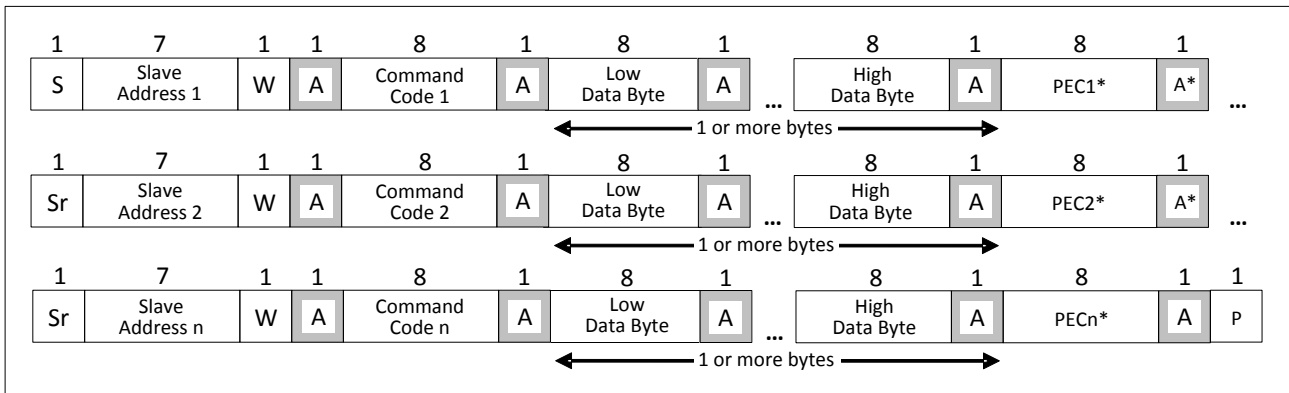 1 7 1 1 8 1 8 1 8 1 8 1
S Slave Address 1 W A Command Code 1 A Low Data Byte A ... High Data Byte A PEC1* A* ...
1 or more bytes
1 7 1 1 8 1 8 1 8 1 8 1
Sr Slave Address 2 W A Command Code 2 A Low Data Byte A ... High Data Byte A PEC2* A* ...
1 or more bytes
1 7 1 1 8 1 8 1 8 1 8 1 1
Sr Slave Address n W A Command Code n A Low Data Byte A ... High Data Byte A PECn* A P
1 or more bytes